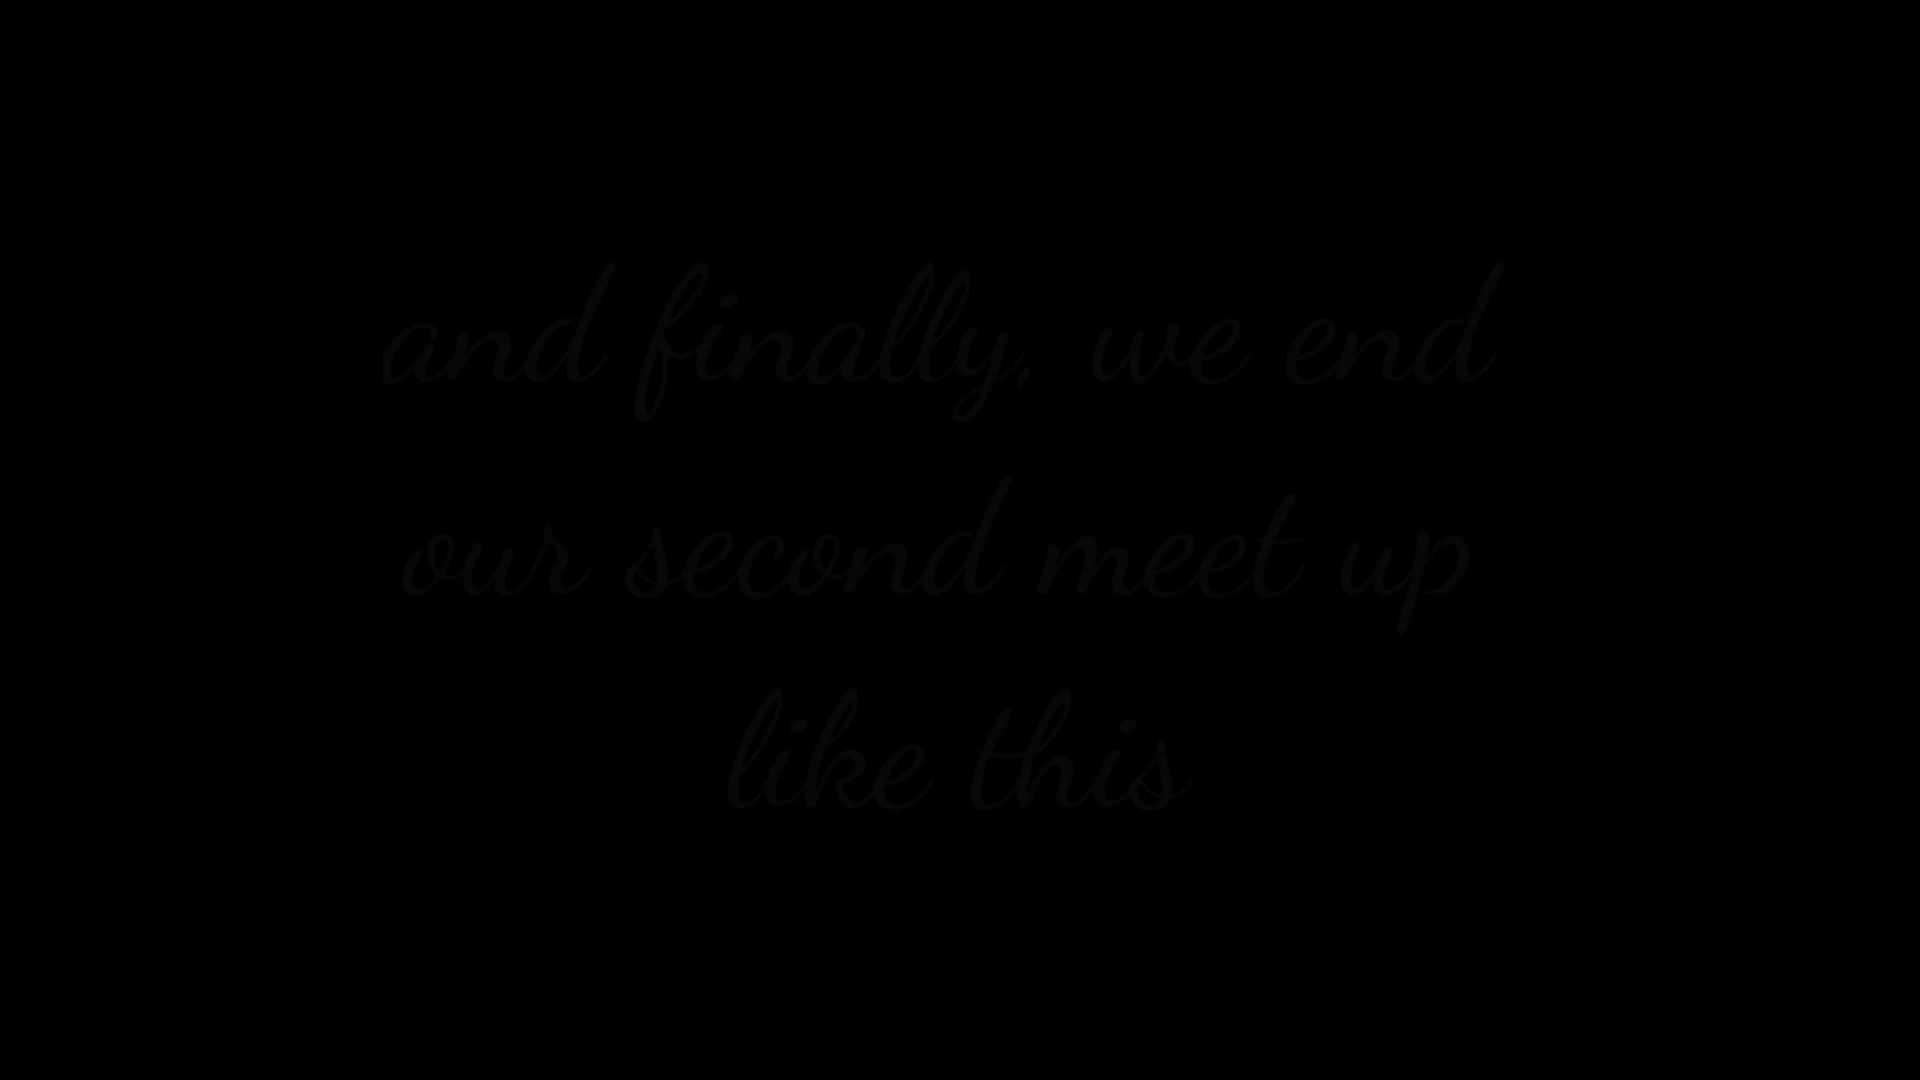 and finally, we end
our second meet up
like this